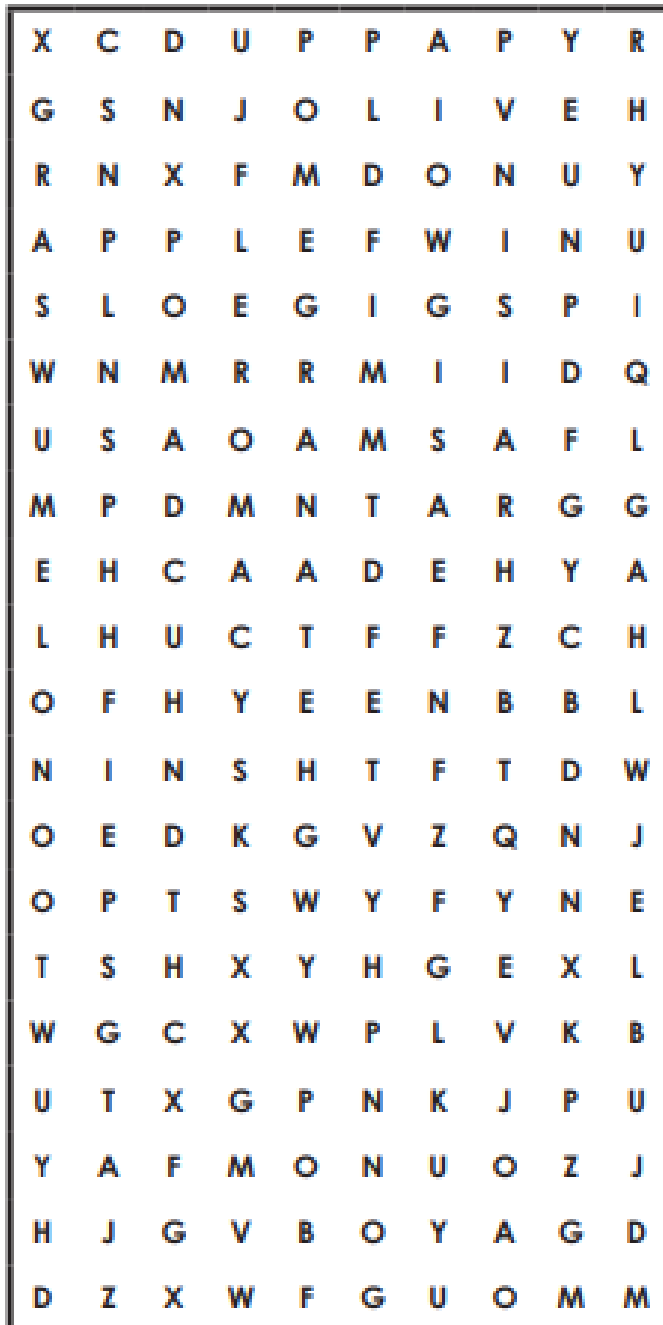 X C D U P P A P Y R
G S N J O L I V E H
R N X F M D O N U Y
A P P L E F W I N U
S L O E G I G S P I
W N M R R M I I D Q
U S A O A M S A F L
M P D M N T A R G G
E H C A A D E H Y A
L H U C T F F Z C H
O F H Y E E N B B L
N I N S H T F T D W
O E D K G V Z Q N J
O P T S W Y F Y N E
T S H X Y H G E X L
W G C X W P L V K B
U T X G P N K J P U
Y A F M O N U O Z J
H J G V B O Y A G D
D Z X W F G U O M M